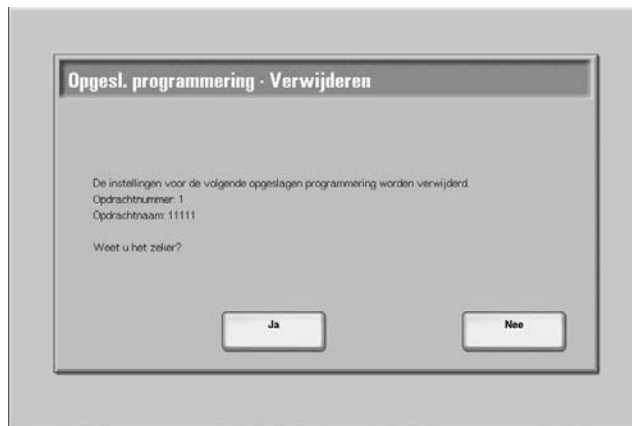 Opgesl. programmering - Verwijderen
De instellingen voor de volgende opgeslagen programmering worden verwijderd.
Opdrachtnummer: 1
Opdrachtnaam: 11111
Weet u het zeker?
Ja
Nee